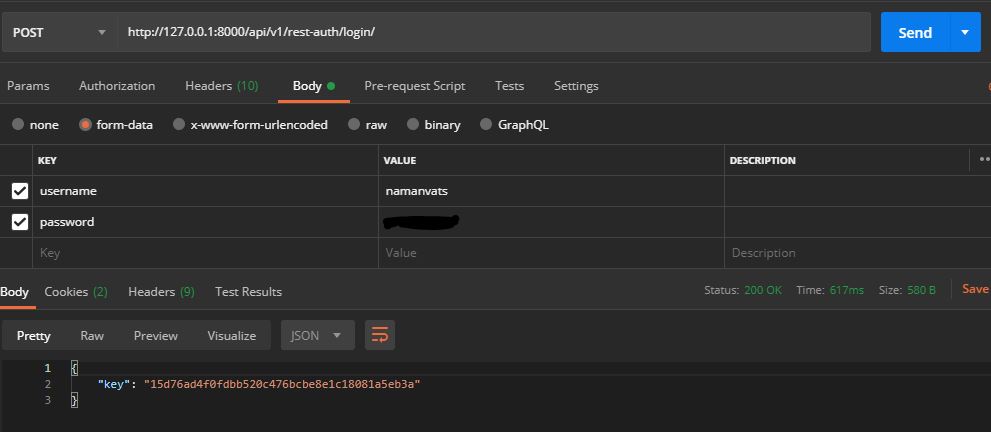 POST http://127.0.0.1:8000/api/v1/rest-auth/login/ Send
Params Authorization Headers (10) Body Pre-request Script Tests Settings
none form-data x-www-form-urlencoded raw binary GraphQL
KEY VALUE DESCRIPTION
username namanvats
password
Key Value Description
Body Cookies (2) Headers (9) Test Results Status: 200 OK Time: 617ms Size: 580 B Save
Pretty Raw Preview Visualize JSON
1 {
2 "key": "15d76ad4f0fdbb520c476bcbe8e1c18081a5eb3a"
3 }